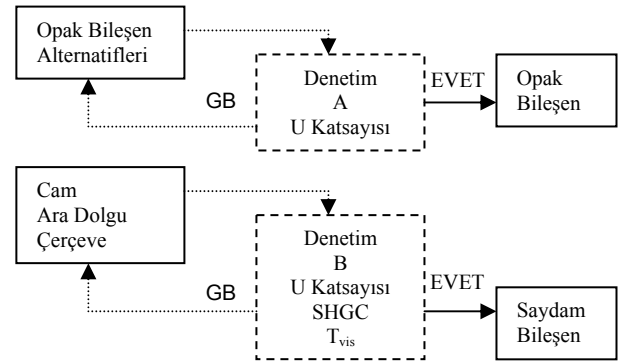 Opak Bileşen
Alternatifleri
GB
Denetim
A
U Katsayısı
EVET
Opak
Bileşen
Cam
Ara Dolgu
Çerçeve
GB
Denetim
B
U Katsayısı
SHGC
Tvis
EVET
Saydam
Bileşen